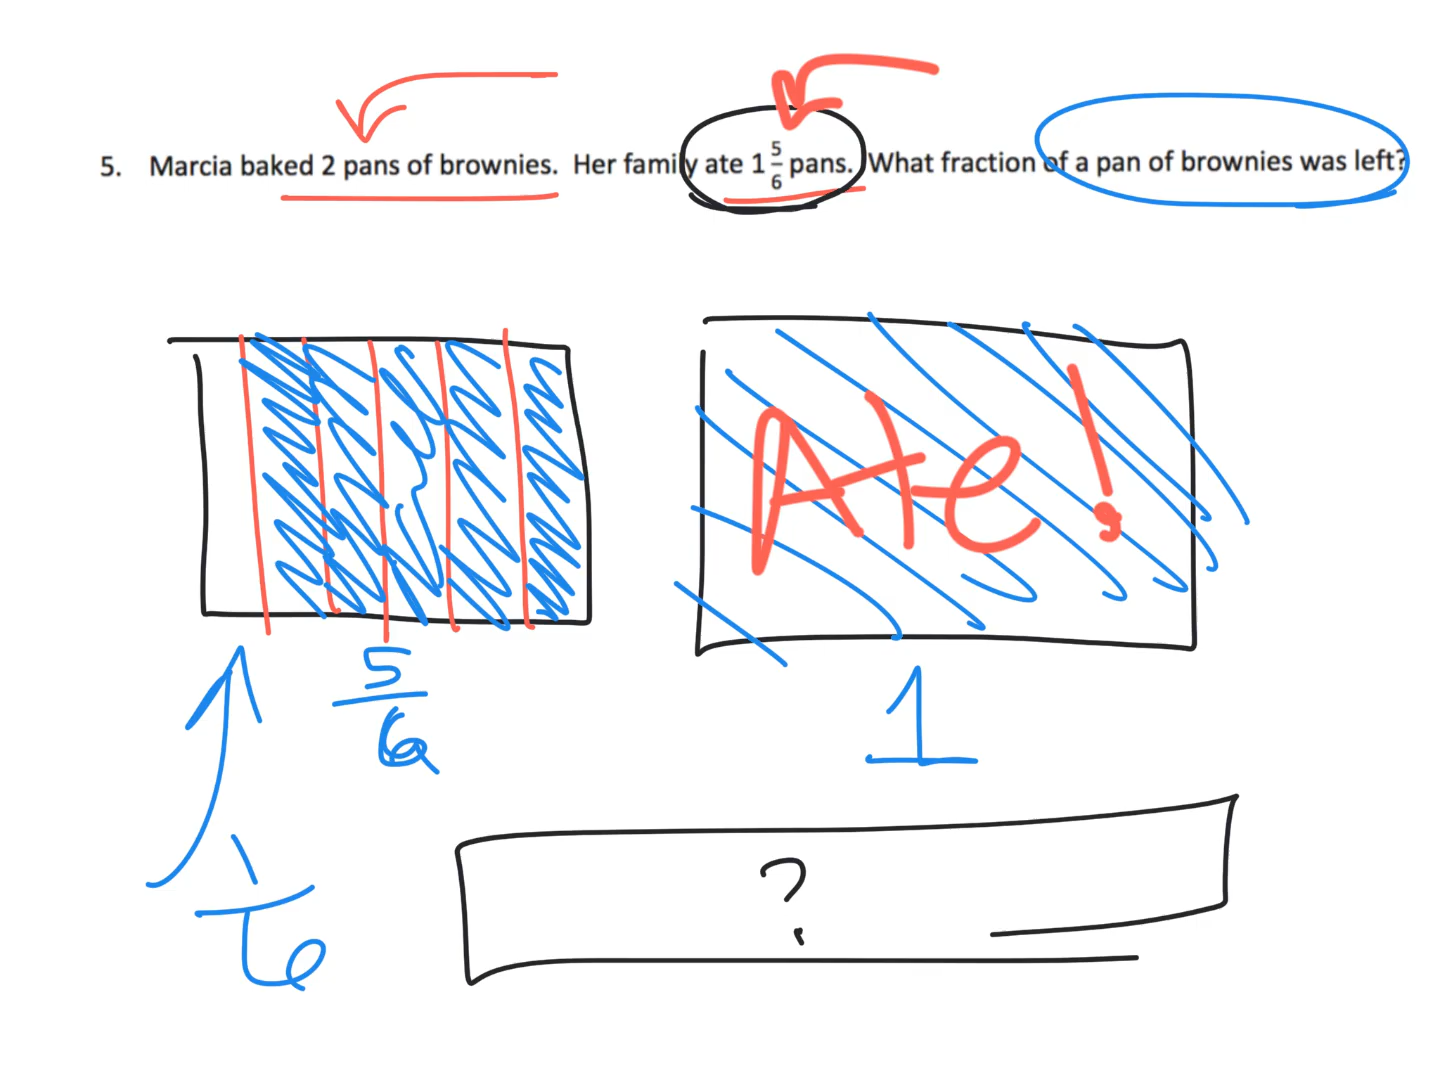 5. Marcia baked 2 pans of brownies. Her family ate 1 5/6 pans. What fraction of a pan of brownies was left?
Ate!
5/6
1
1/6
?